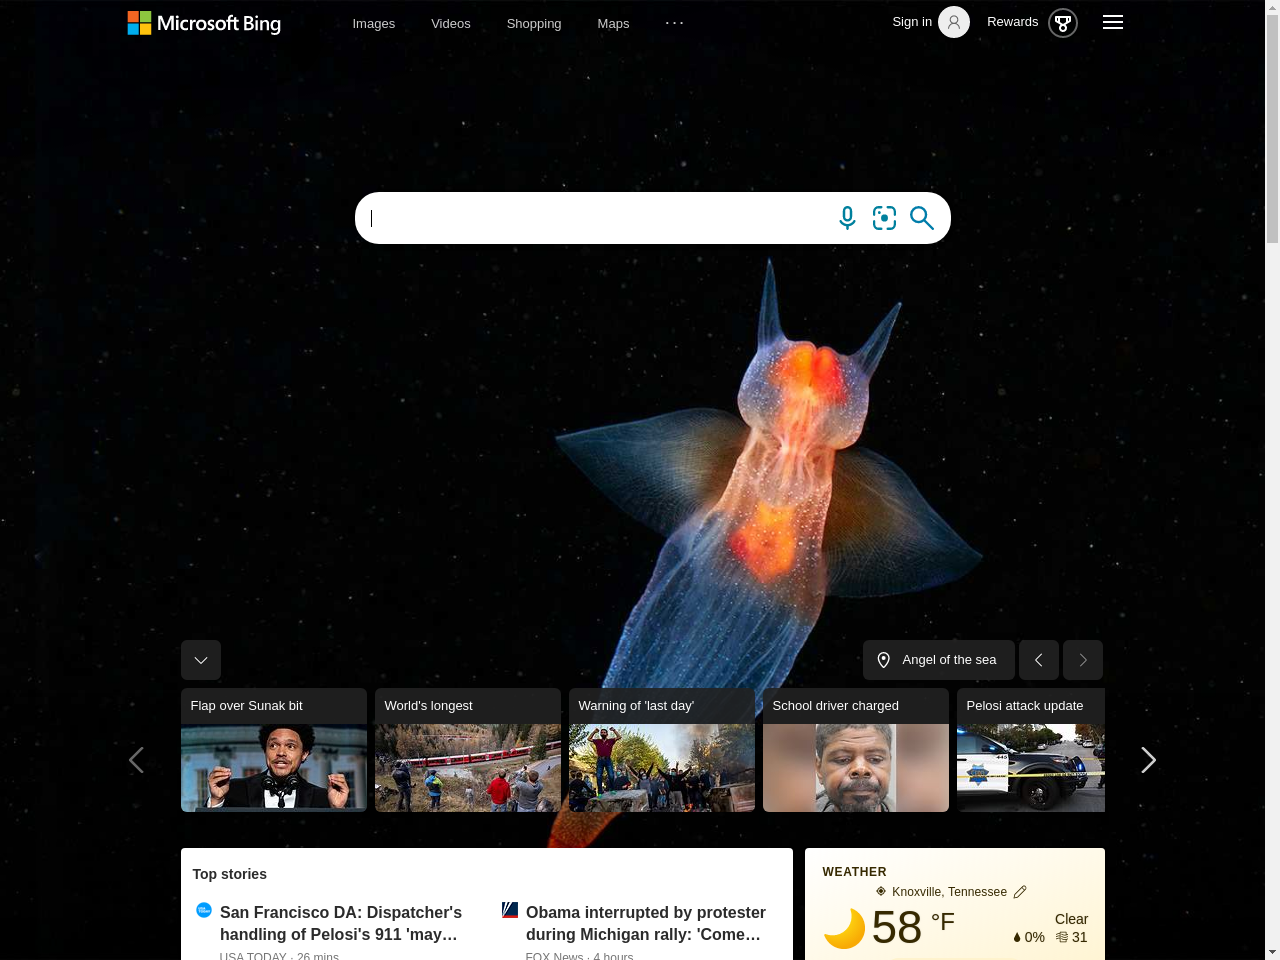 Microsoft Bing
Images
Videos
Shopping
Maps
...
Sign in
Rewards
Angel of the sea
Flap over Sunak bit
World's longest
Warning of 'last day'
School driver charged
Pelosi attack update
Top stories
San Francisco DA: Dispatcher's
handling of Pelosi's 911 'may…
USA TODAY · 26 mins
Obama interrupted by protester
during Michigan rally: 'Come…
FOX News · 4 hours
WEATHER
Knoxville, Tennessee
58 °F
Clear
0% 31